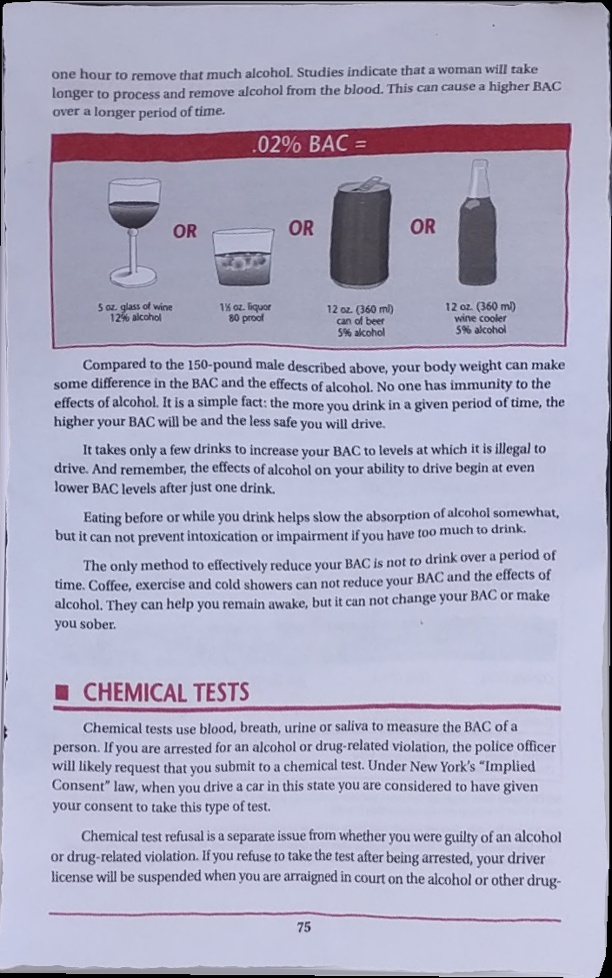 one hour to remove that much alcohol. Studies indicate that a woman will take
longer to process and remove alcohol from the blood. This can cause a higher BAC
over a longer period of time.
.02% BAC =
OR
OR
OR
5 oz. glass of wine
12% alcohol
1½ oz. liquor
80 proof
12 oz. (360 ml)
can of beer
5% alcohol
12 oz. (360 ml)
wine cooler
5% alcohol
Compared to the 150-pound male described above, your body weight can make
some difference in the BAC and the effects of alcohol. No one has immunity to the
effects of alcohol. It is a simple fact: the more you drink in a given period of time, the
higher your BAC will be and the less safe you will drive.
It takes only a few drinks to increase your BAC to levels at which it is illegal to
drive. And remember, the effects of alcohol on your ability to drive begin at even
lower BAC levels after just one drink.
Eating before or while you drink helps slow the absorption of alcohol somewhat,
but it can not prevent intoxication or impairment if you have too much to drink.
The only method to effectively reduce your BAC is not to drink over a period of
time. Coffee, exercise and cold showers can not reduce your BAC and the effects of
alcohol. They can help you remain awake, but it can not change your BAC or make
you sober.
■ CHEMICAL TESTS
Chemical tests use blood, breath, urine or saliva to measure the BAC of a
person. If you are arrested for an alcohol or drug-related violation, the police officer
will likely request that you submit to a chemical test. Under New York's “Implied
Consent” law, when you drive a car in this state you are considered to have given
your consent to take this type of test.
Chemical test refusal is a separate issue from whether you were guilty of an alcohol
or drug-related violation. If you refuse to take the test after being arrested, your driver
license will be suspended when you are arraigned in court on the alcohol or other drug-
75